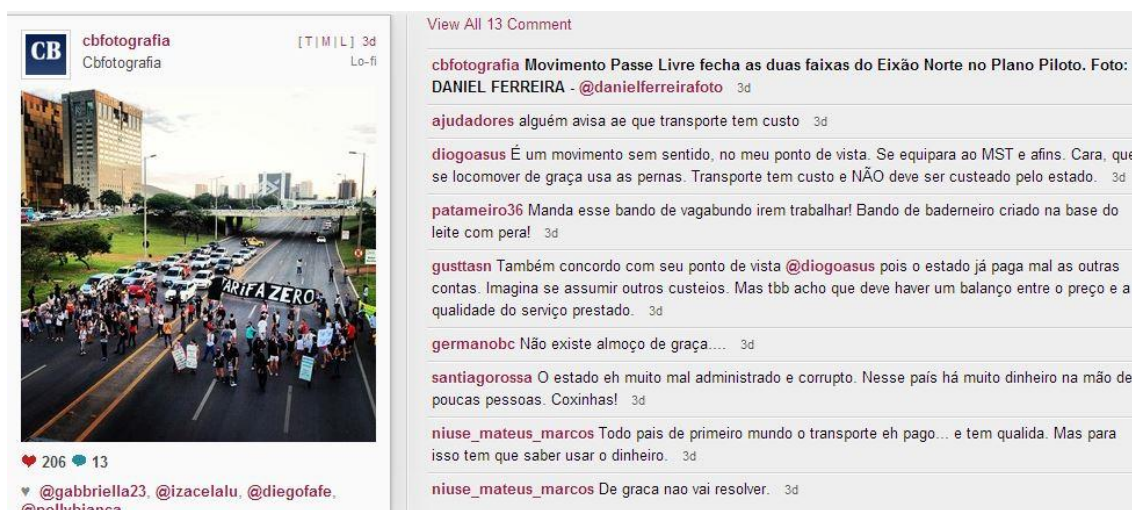 CB
cbfotografia
[ T | M | L ] 3d
Cbfotografia
Lo-fi
TARIFA ZERO
206 13
♥ @gabbriella23, @izacelalu, @diegofafe,
@pollybianca
View All 13 Comment
cbfotografia Movimento Passe Livre fecha as duas faixas do Eixão Norte no Plano Piloto. Foto:
DANIEL FERREIRA - @danielferreirafoto 3d
ajudadores alguém avisa ae que transporte tem custo 3d
diogoasus É um movimento sem sentido, no meu ponto de vista. Se equipara ao MST e afins. Cara, que
se locomover de graça usa as pernas. Transporte tem custo e NÃO deve ser custeado pelo estado. 3d
patameiro36 Manda esse bando de vagabundo irem trabalhar! Bando de baderneiro criado na base do
leite com pera! 3d
gusttasn Também concordo com seu ponto de vista @diogoasus pois o estado já paga mal as outras
contas. Imagina se assumir outros custeios. Mas tbb acho que deve haver um balanço entre o preço e a
qualidade do serviço prestado. 3d
germanobc Não existe almoço de graça.... 3d
santiagorossa O estado eh muito mal administrado e corrupto. Nesse país há muito dinheiro na mão de
poucas pessoas. Coxinhas! 3d
niuse_mateus_marcos Todo pais de primeiro mundo o transporte eh pago... e tem qualida. Mas para
isso tem que saber usar o dinheiro. 3d
niuse_mateus_marcos De graca nao vai resolver. 3d